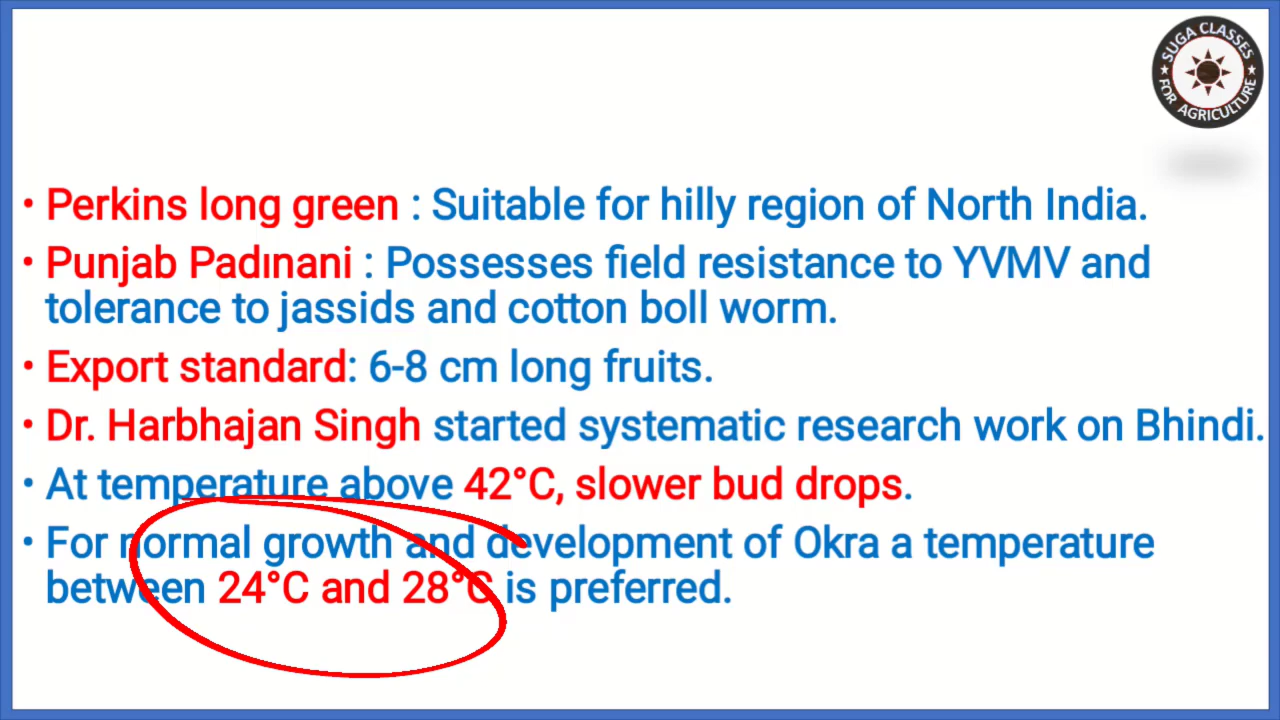 SUGA CLASSES
FOR AGRICULTURE
• Perkins long green : Suitable for hilly region of North India.
• Punjab Padınani : Possesses field resistance to YVMV and
tolerance to jassids and cotton boll worm.
• Export standard: 6-8 cm long fruits.
• Dr. Harbhajan Singh started systematic research work on Bhindi.
• At temperature above 42°C, slower bud drops.
• For normal growth and development of Okra a temperature
between 24°C and 28°C is preferred.